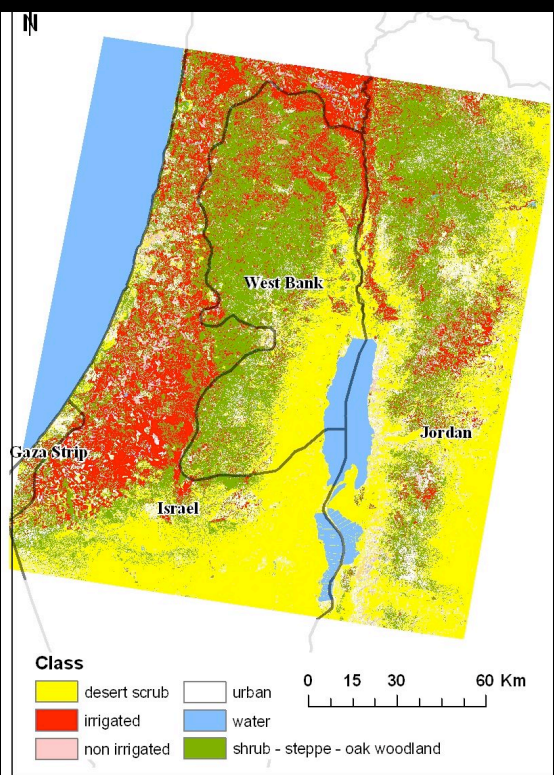 N
West Bank
Gaza Strip
Jordan
Israel
Class
desert scrub
urban
0 15 30 60 Km
irrigated
water
non irrigated
shrub - steppe - oak woodland